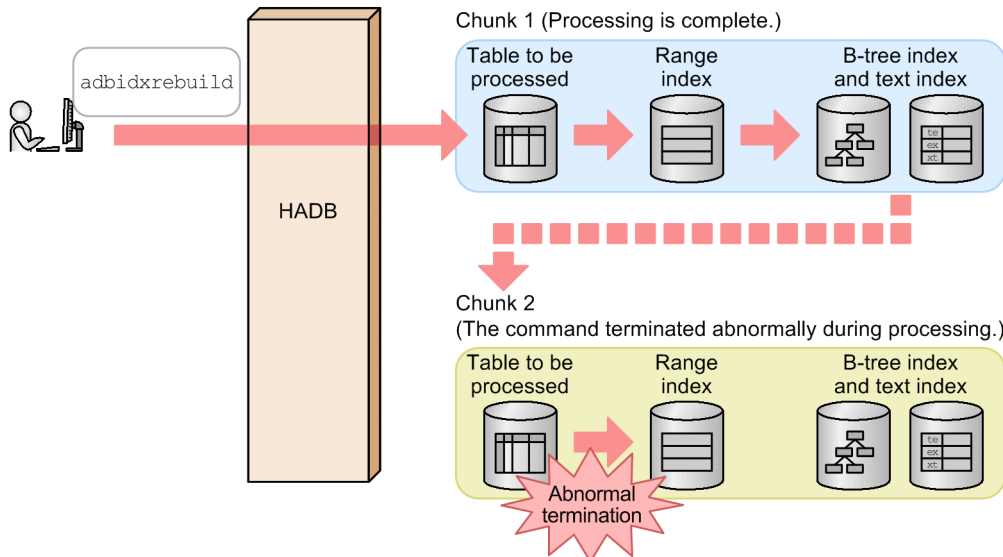 Chunk 1 (Processing is complete.)
adbidxrebuild
Table to be
processed
Range
index
B-tree index
and text index
te
ex
xt
HADB
Chunk 2
(The command terminated abnormally during processing.)
Table to be
processed
Range
index
B-tree index
and text index
te
ex
xt
Abnormal
termination